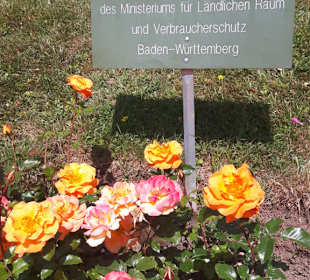 des Ministeriums für Ländlichen Raum
und Verbraucherschutz
Baden-Württemberg